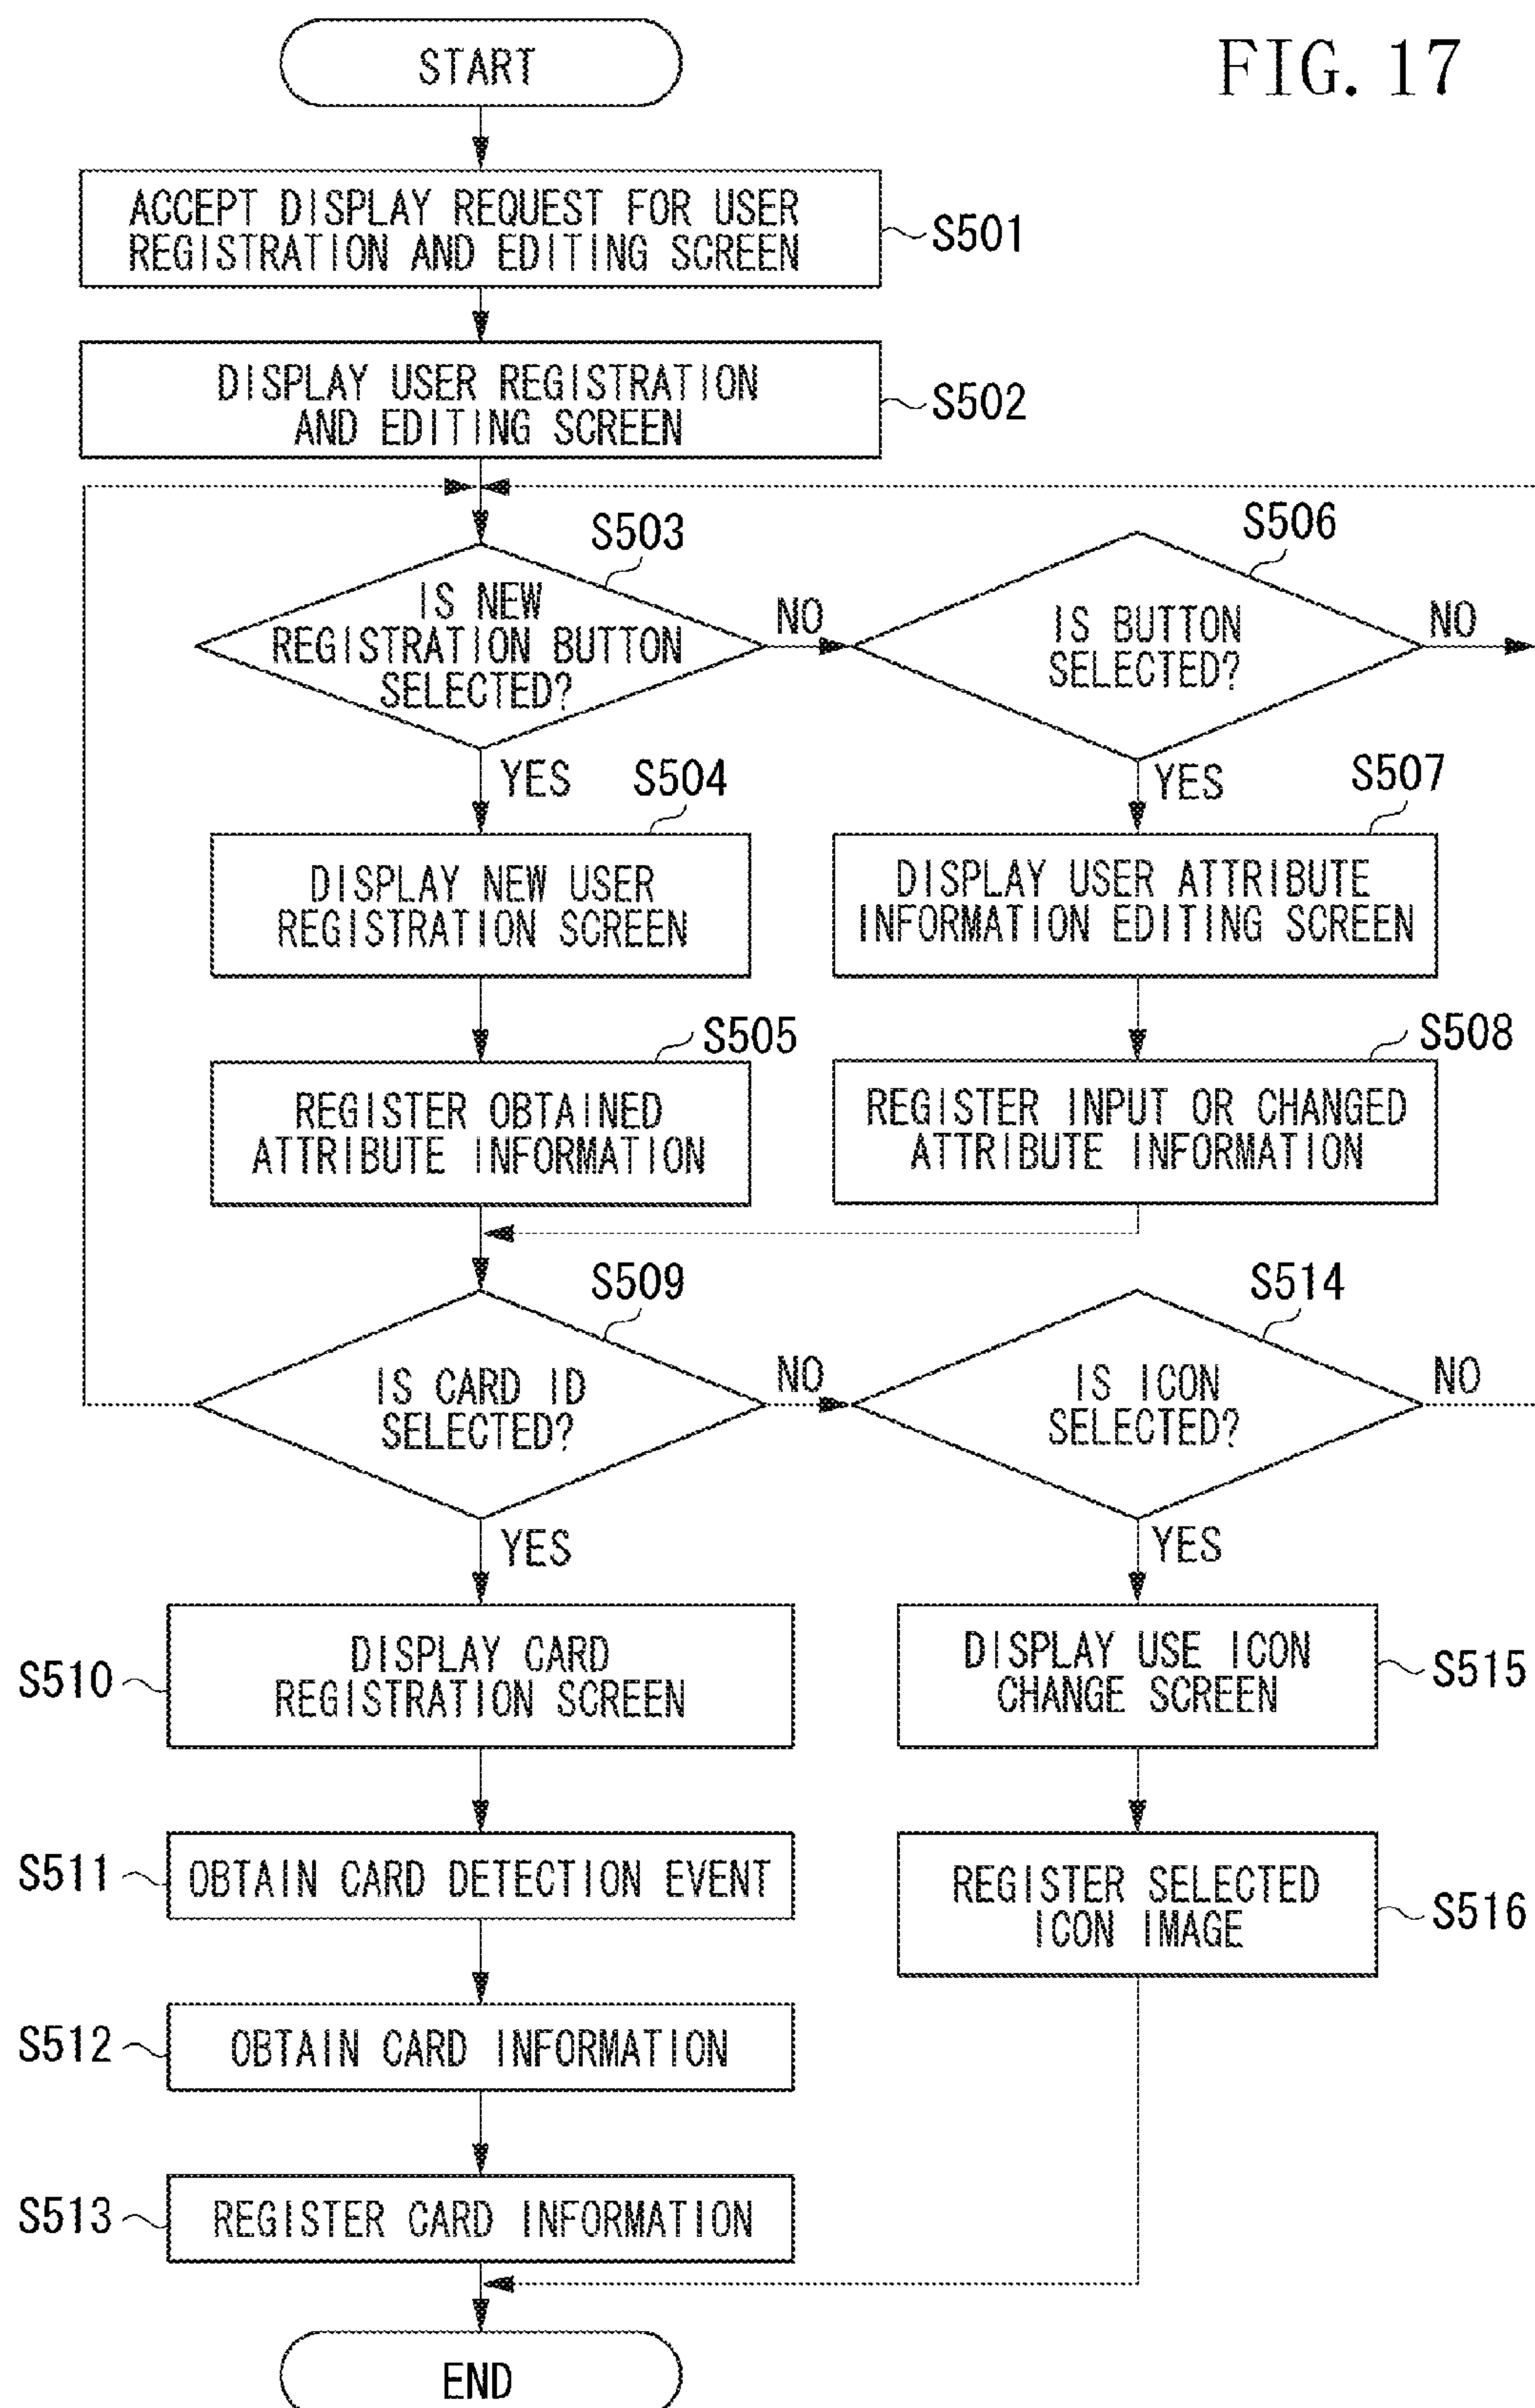 FIG. 17
START
ACCEPT DISPLAY REQUEST FOR USER
REGISTRATION AND EDITING SCREEN
S501
DISPLAY USER REGISTRATION
AND EDITING SCREEN
S502
S503
IS NEW
REGISTRATION BUTTON
SELECTED?
NO
YES
S506
IS BUTTON
SELECTED?
NO
YES
S504
DISPLAY NEW USER
REGISTRATION SCREEN
S507
DISPLAY USER ATTRIBUTE
INFORMATION EDITING SCREEN
S505
REGISTER OBTAINED
ATTRIBUTE INFORMATION
S508
REGISTER INPUT OR CHANGED
ATTRIBUTE INFORMATION
S509
IS CARD ID
SELECTED?
NO
YES
S514
IS ICON
SELECTED?
NO
YES
S510
DISPLAY CARD
REGISTRATION SCREEN
DISPLAY USE ICON
CHANGE SCREEN
S515
S511
OBTAIN CARD DETECTION EVENT
REGISTER SELECTED
ICON IMAGE
S516
S512
OBTAIN CARD INFORMATION
S513
REGISTER CARD INFORMATION
END